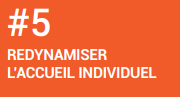 #5
REDYNAMISER
L'ACCUEIL INDIVIDUEL